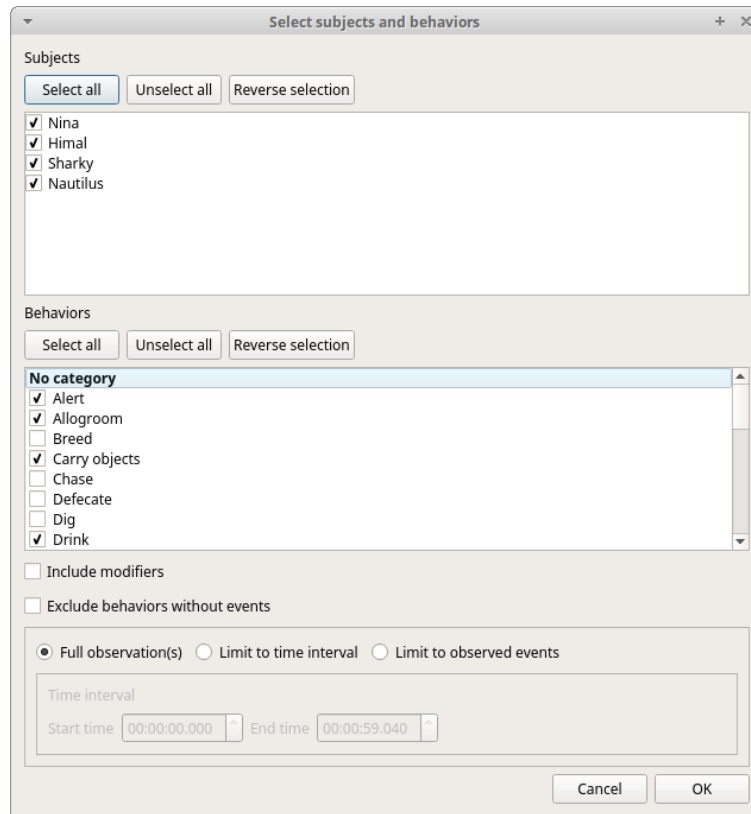 Select subjects and behaviors
Subjects
Select all Unselect all Reverse selection
Nina
Himal
Sharky
Nautilus
Behaviors
Select all Unselect all Reverse selection
No category
Alert
Allogroom
Breed
Carry objects
Chase
Defecate
Dig
Drink
Include modifiers
Exclude behaviors without events
Full observation(s) Limit to time interval Limit to observed events
Time interval
Start time 00:00:00.000 End time 00:00:59.040
Cancel OK